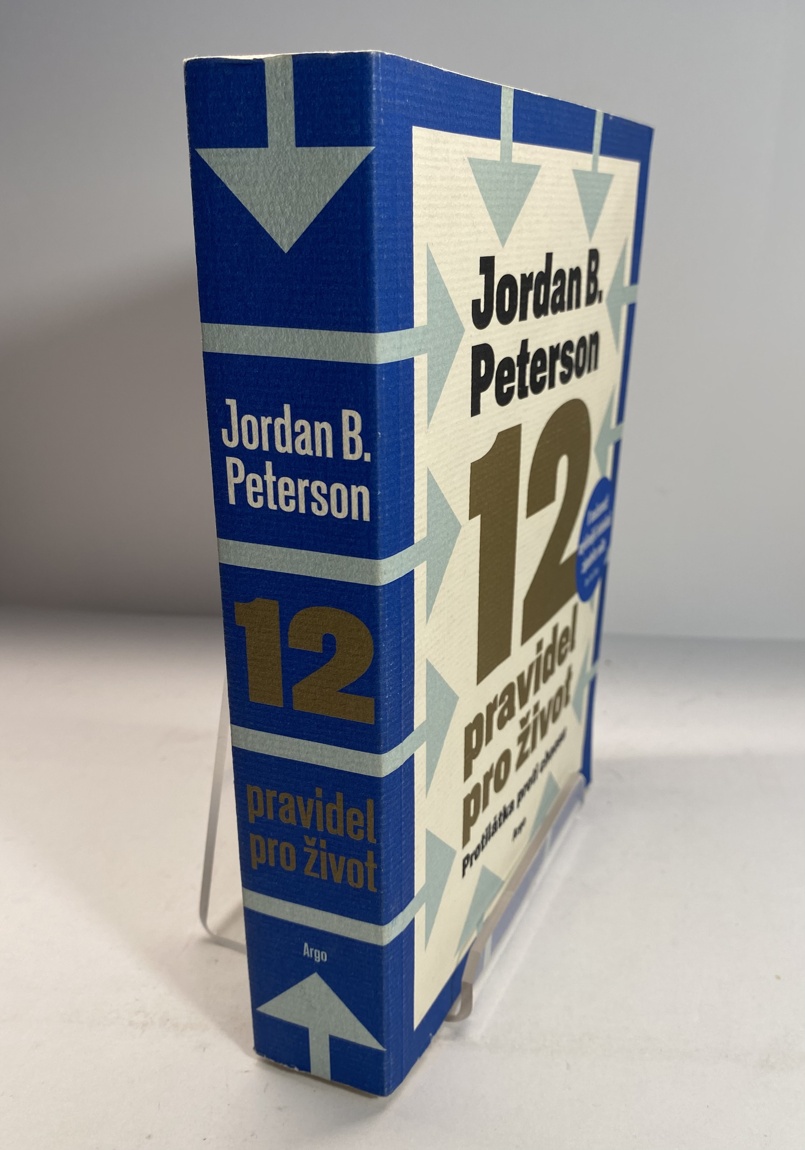 Jordan B.
Peterson
12
pravidel
pro život
Argo
Jordan B.
Peterson
12
pravidel
pro život
Protilátka proti chaosu
Argo